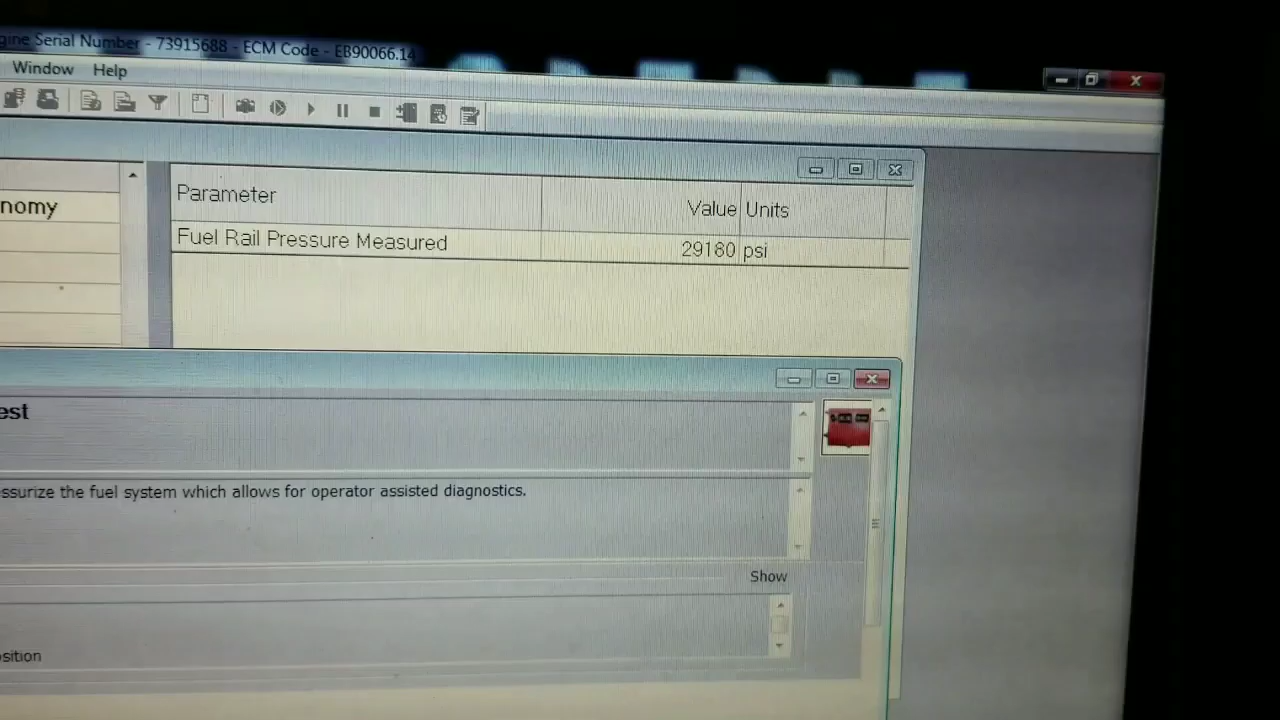 gine Serial Number - 73915688 - ECM Code - EB90066.14
Window Help
Parameter Value Units
nomy
Fuel Rail Pressure Measured 29180 psi
est
ssurize the fuel system which allows for operator assisted diagnostics.
Show
sition